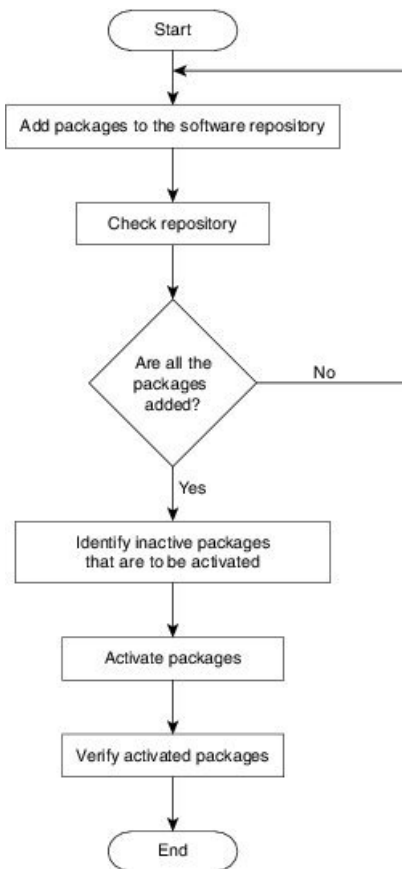 Start
Add packages to the software repository
Check repository
Are all the
packages
added?
No
Yes
Identify inactive packages
that are to be activated
Activate packages
Verify activated packages
End